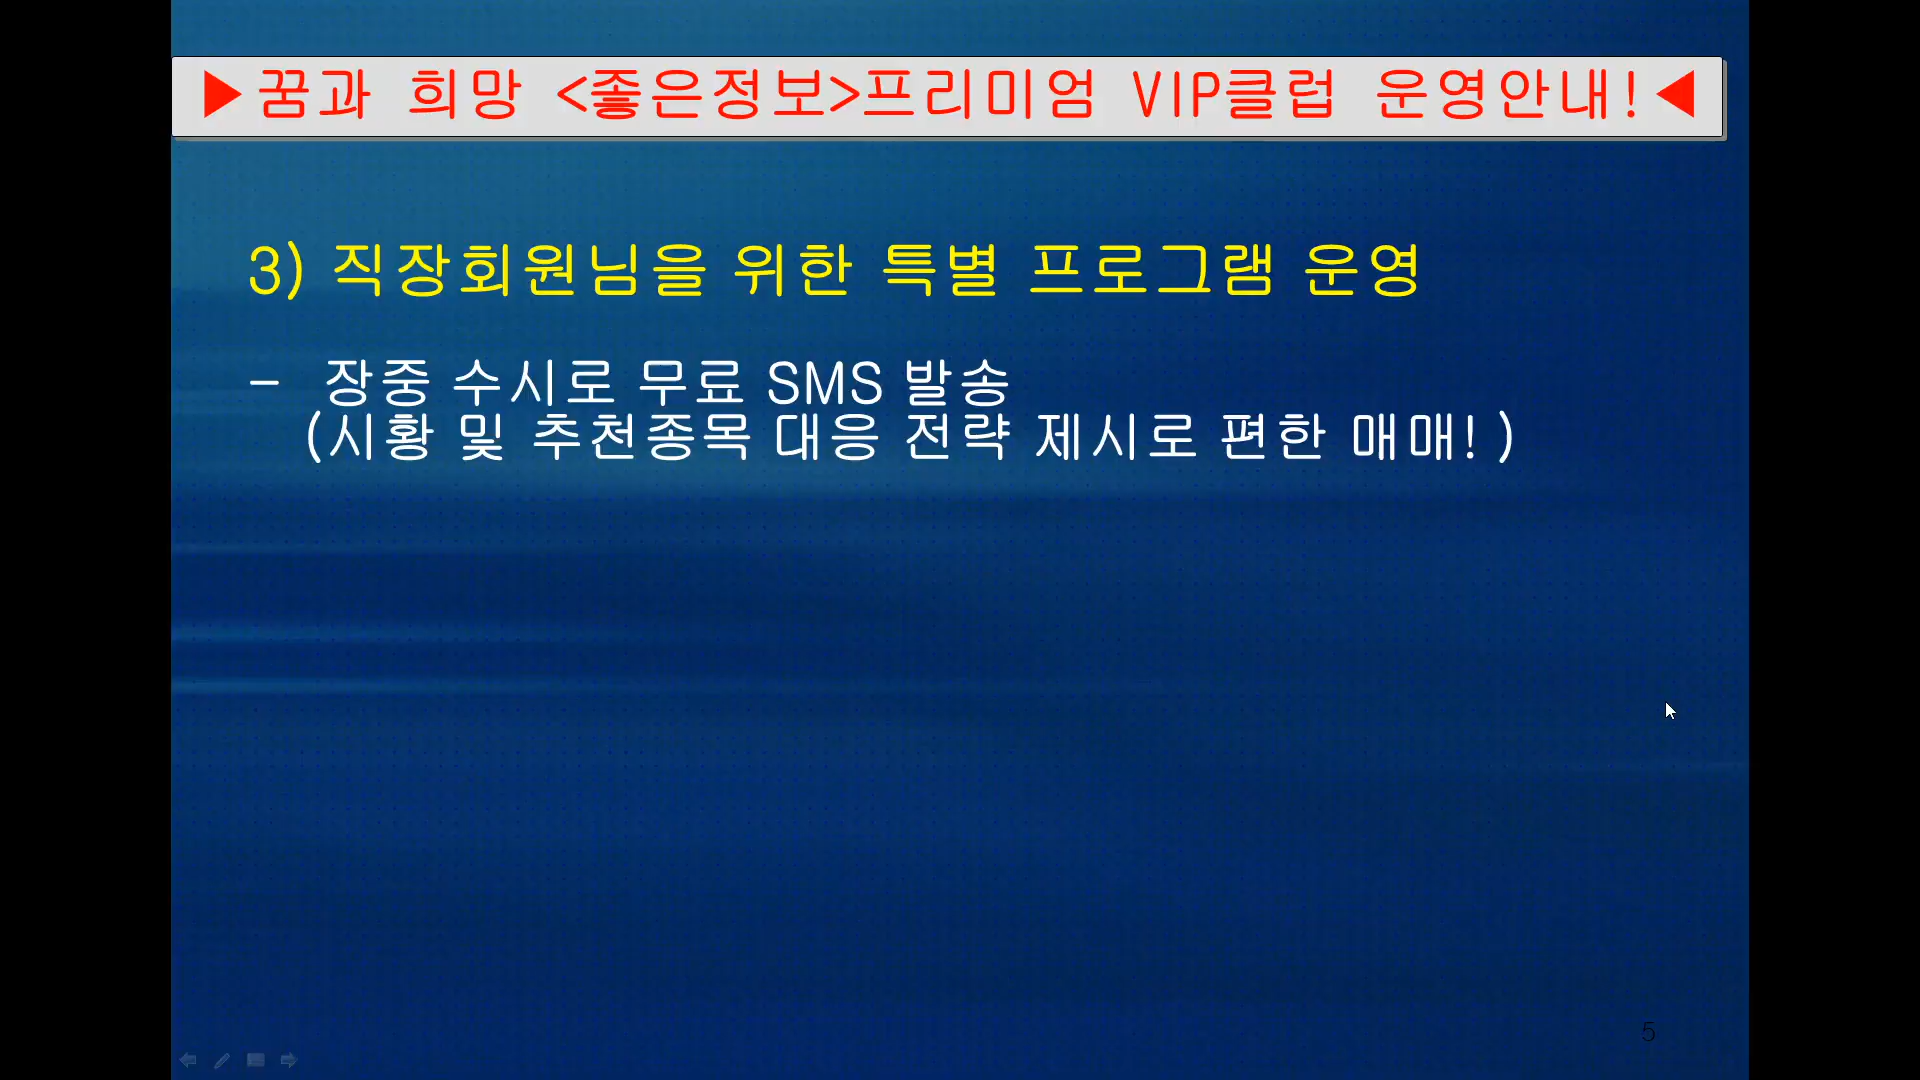 ▶꿈과 희망 <좋은정보>프리미엄 VIP클럽 운영안내!◀
3) 직장회원님을 위한 특별 프로그램 운영
- 장중 수시로 무료 SMS 발송
(시황 및 추천종목 대응 전략 제시로 편한 매매! )
5